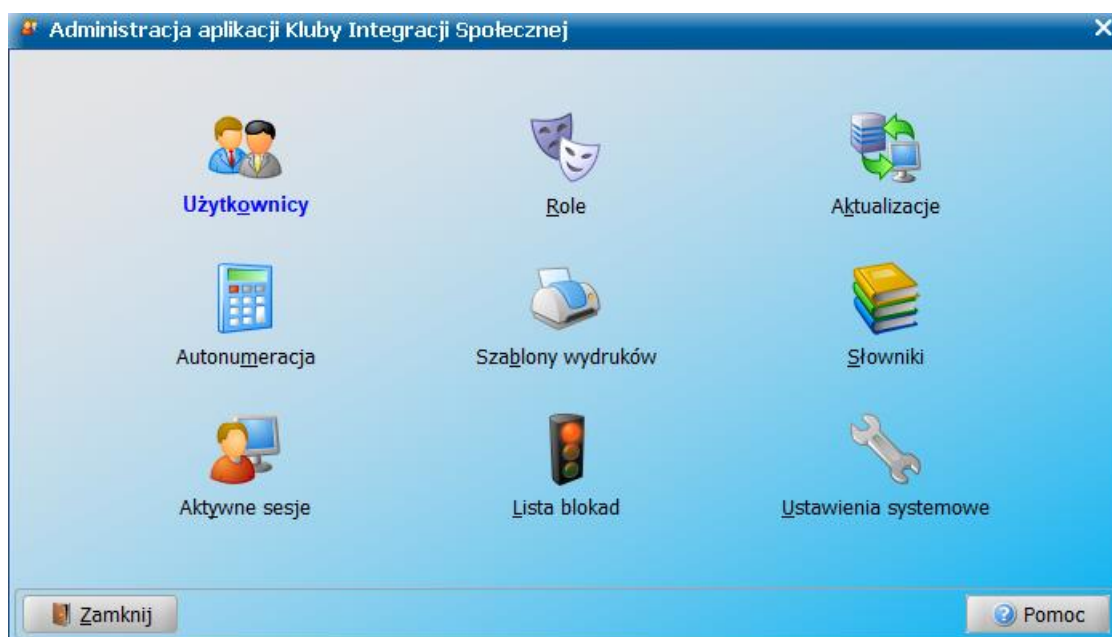 Administracja aplikacji Kluby Integracji Społecznej
Użytkownicy
Role
Aktualizacje
Autonumeracja
Szablony wydruków
Słowniki
Aktywne sesje
Lista blokad
Ustawienia systemowe
Zamknij
Pomoc